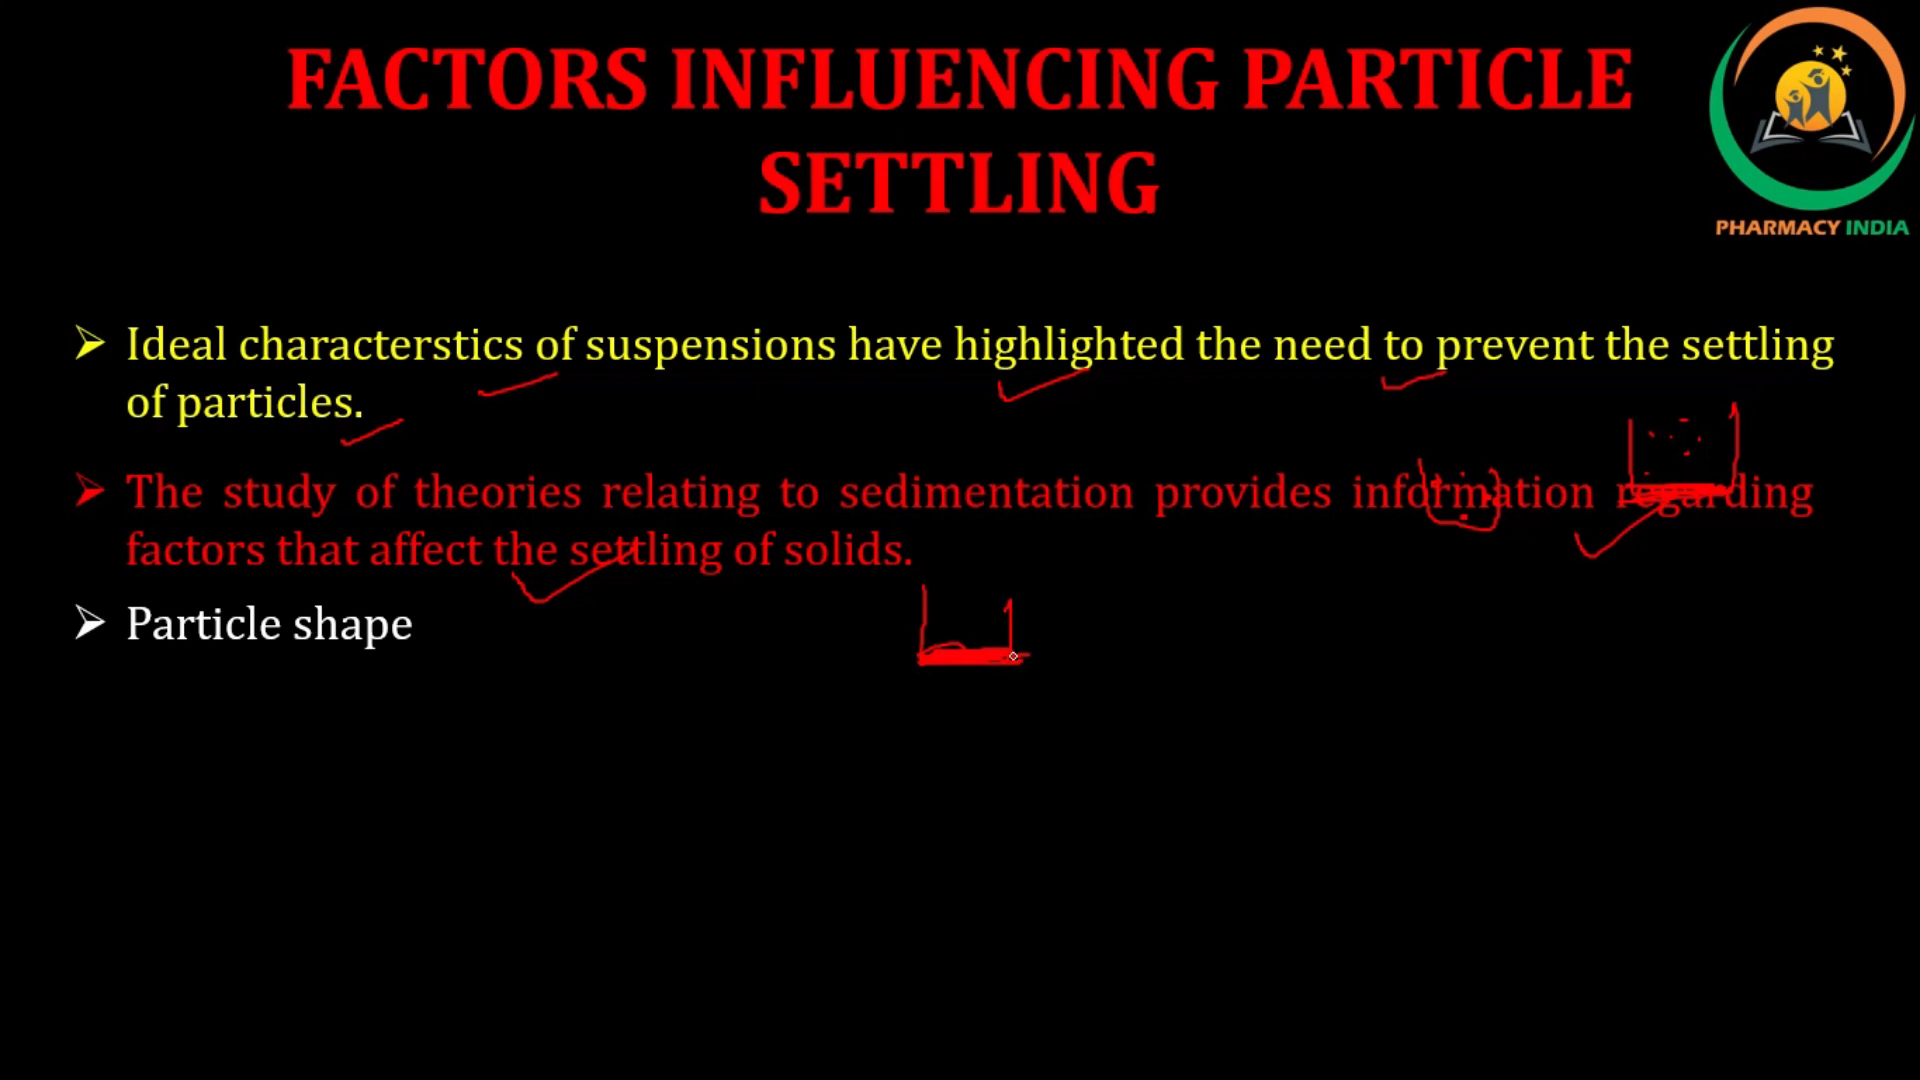 FACTORS INFLUENCING PARTICLE
SETTLING
PHARMACY INDIA
➢ Ideal characterstics of suspensions have highlighted the need to prevent the settling
of particles.
➢ The study of theories relating to sedimentation provides information regarding
factors that affect the settling of solids.
➢ Particle shape